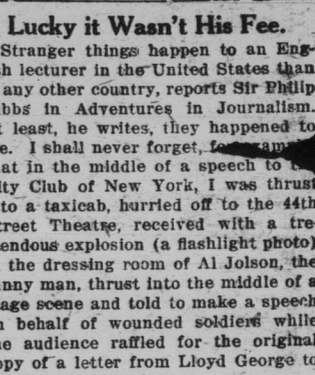 Lucky it Wasn't His Fee.
Stranger things happen to an Eng-
sh lecturer in the United States than
any other country, reports Sir Philip
bbs in Adventures in Journalism.
t least, he writes, they happened to
e. I shall never forget,
at in the middle of a speech to
ity Club of New York, I was thrust
to a taxicab, hurried off to the 44th
treet Theatre, received with a tre-
endous explosion (a flashlight photo)
the dressing room of Al Jolson, the
nny man, thrust into the middle of a
age scene and told to make a speech
n behalf of wounded soldiers while
e audience raffled for the original
opy of a letter from Lloyd George to